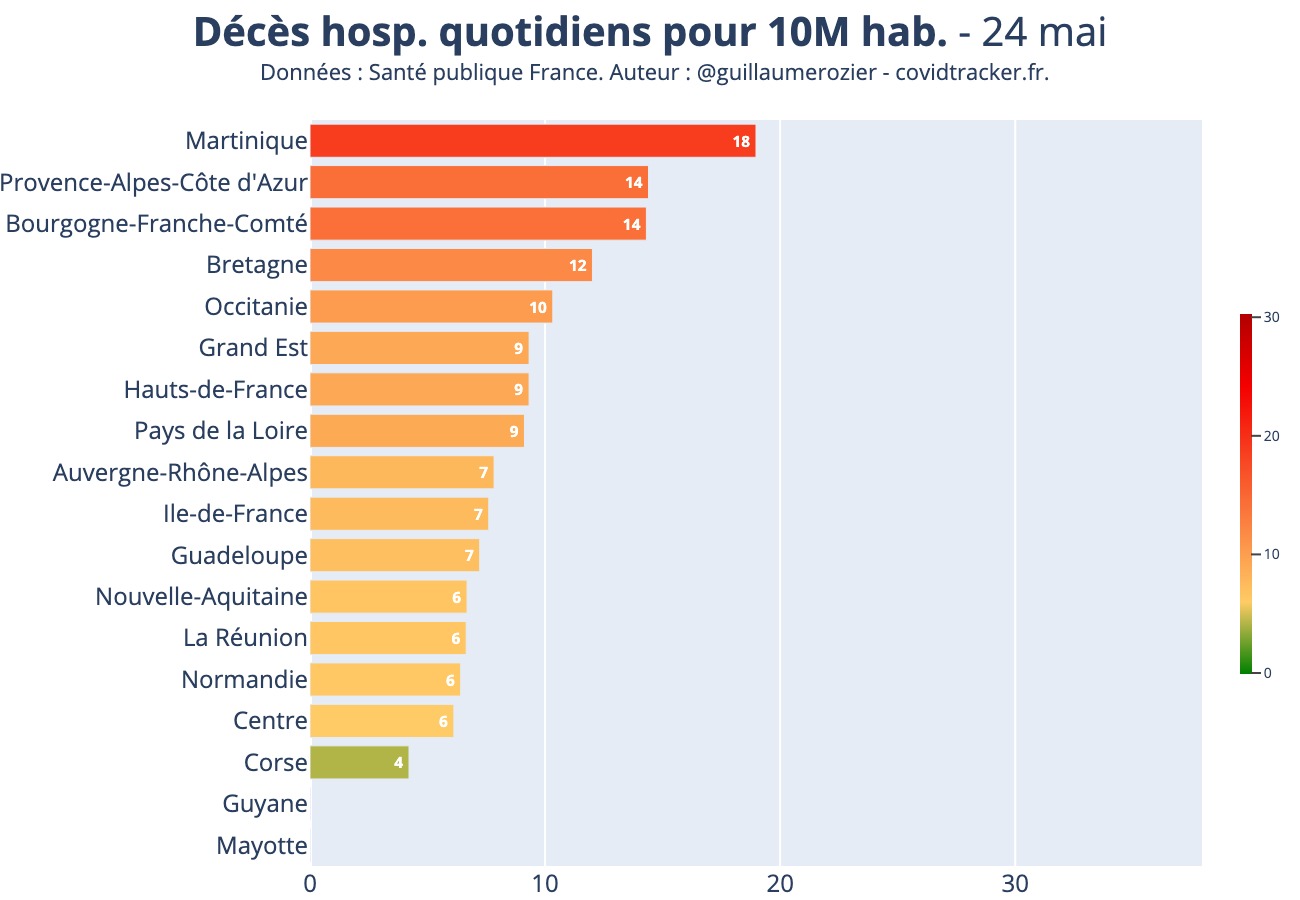 Décès hosp. quotidiens pour 10M hab. - 24 mai
Données : Santé publique France. Auteur : @guillaumerozier - covidtracker.fr.
Martinique 18
Provence-Alpes-Côte d'Azur 14
Bourgogne-Franche-Comté 14
Bretagne 12
Occitanie 10
Grand Est 9
Hauts-de-France 9
Pays de la Loire 9
Auvergne-Rhône-Alpes 7
Ile-de-France 7
Guadeloupe 7
Nouvelle-Aquitaine 6
La Réunion 6
Normandie 6
Centre 6
Corse 4
Guyane
Mayotte
0 10 20 30
30
20
10
0